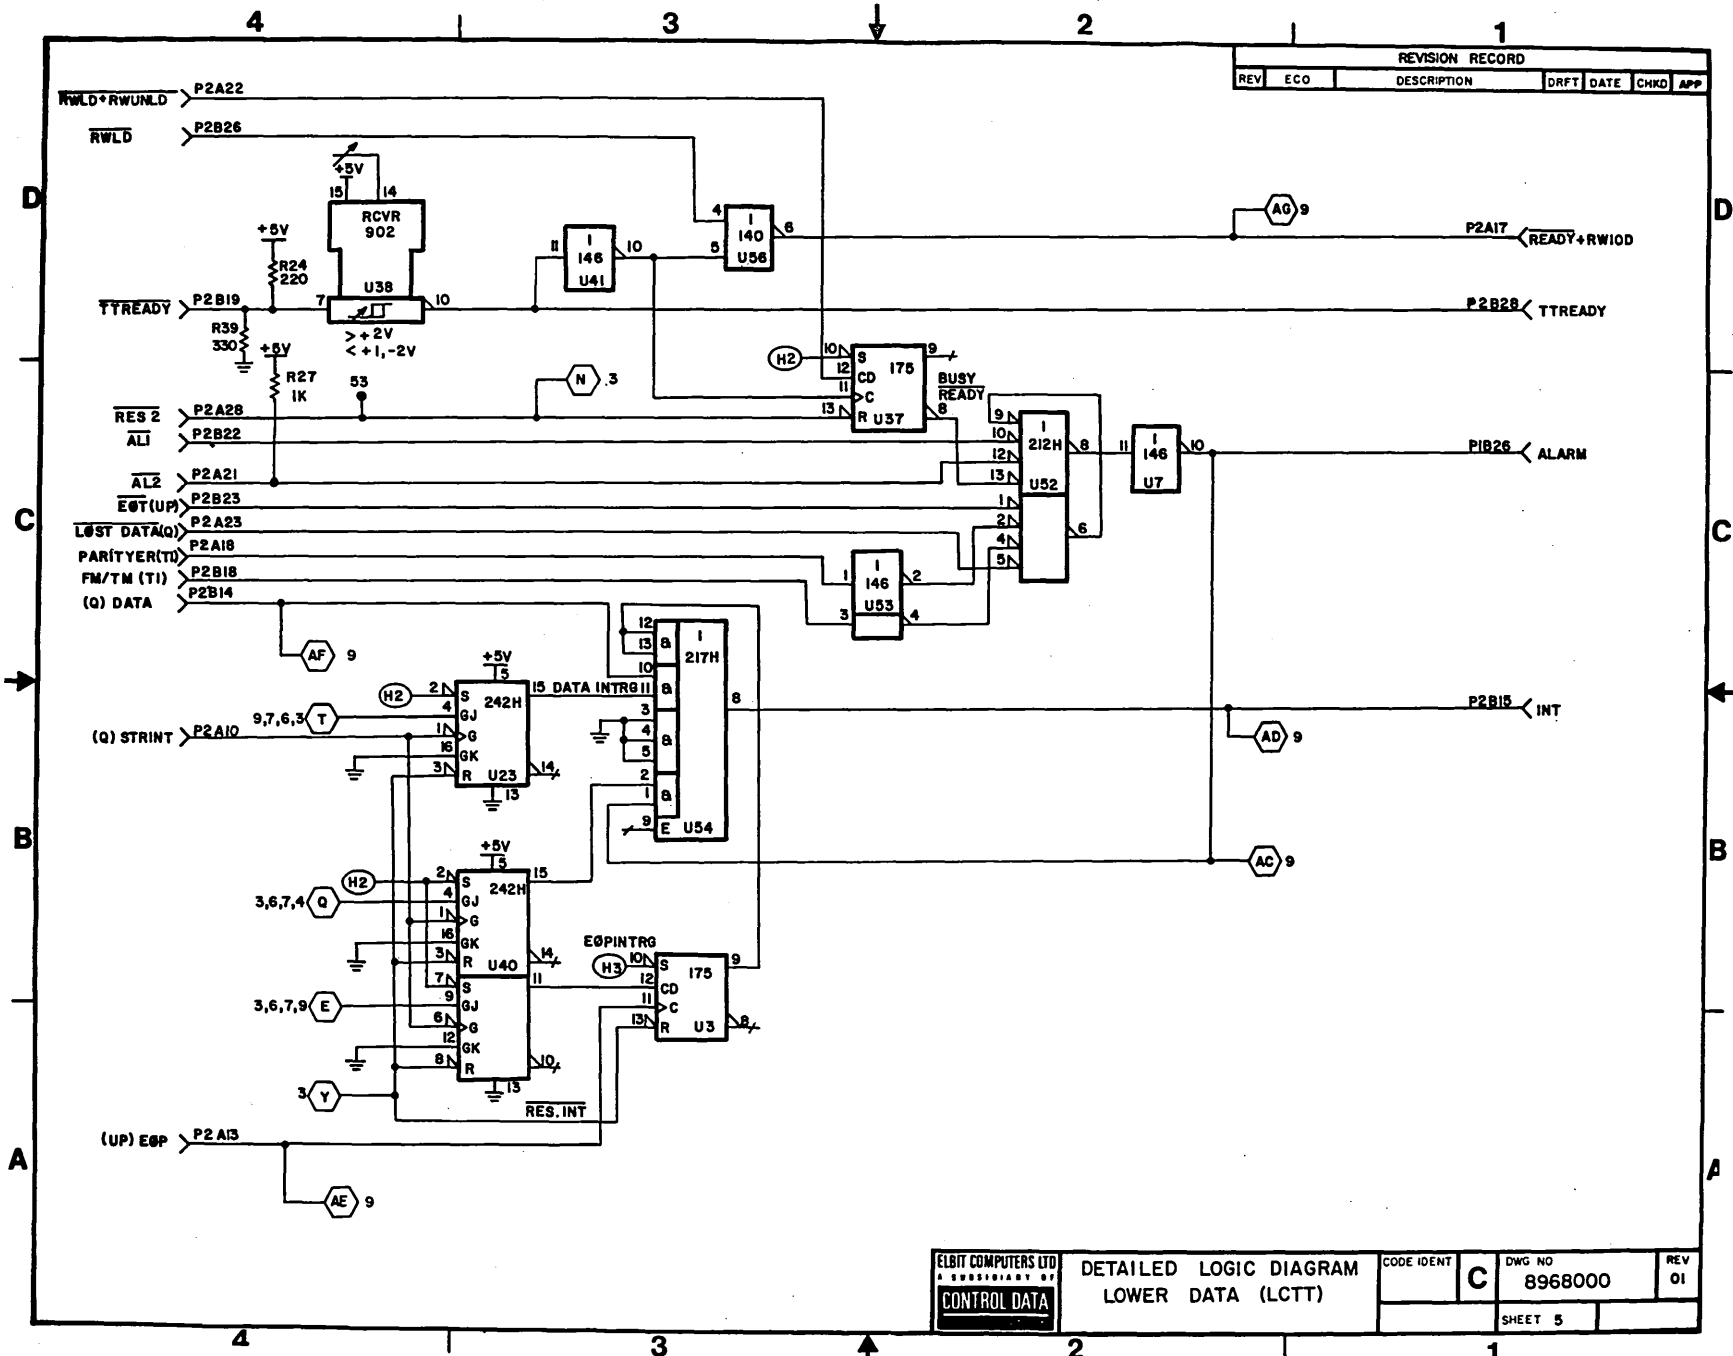 4 3 2 1
REVISION RECORD
REV ECO DESCRIPTION DRFT DATE CHKD APP
RWLD+RWUNLD P2A22
RWLD P2B26
+5V
15 14
D D
RCVR
902
4 I 6
140
5 U56
AG 9
P2A17 READY+RWIOD
+5V
R24
220
11 I 10
146
U41
U38
TTREADY P2B19 7 10 P2B28 TTREADY
R39
330
>+2V
<+1,-2V
+5V
R27
1K
H2 10 S 175 9
12 CD
11 C
13 R U37 8
BUSY
READY
53
N 3
RES 2 P2A28
AL1 P2B22
AL2 P2A21
EØT(UP) P2B23
LØST DATA(Q) P2A23
PARITYER(TI) P2A18
FM/TM (TI) P2B18
(Q) DATA P2B14
9 I
10 212H 8
12
13 U52
1
2
4 6
5
11 I 10
146
U7
P1B26 ALARM
C C
1 I 2
146
U53
3 4
AF 9
12 I
13 & 217H
10
11 &
3
4 &
5
2
1 &
9 E U54
8
P2B15 INT
AD 9
+5V
5
H2 2 S 242H 15 DATA INTRG
9,7,6,3 T 4 GJ
(Q) STRINT P2A10 1 G
16 GK
3 R U23 14
13
B B
AC 9
+5V
5
H2 2 S 242H 15
3,6,7,4 Q 4 GJ
1 G
16 GK
3 R U40 14
7 S 11
3,6,7,9 E 9 GJ
6 G
12 GK
8 R 10
13
EØPINTRG
H3 10 S 175 9
12 CD
11 C
13 R U3 8
3 Y
RES.INT
(UP) EØP P2A13
A A
AE 9
ELBIT COMPUTERS LTD
A SUBSIDIARY OF
CONTROL DATA
DETAILED LOGIC DIAGRAM
LOWER DATA (LCTT)
CODE IDENT
C
DWG NO
8968000
REV
01
SHEET 5
4 3 2 1